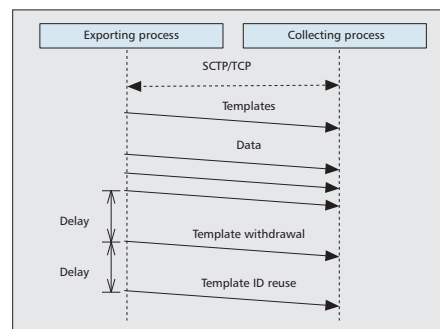 Exporting process
Collecting process
SCTP/TCP
Templates
Data
Delay
Template withdrawal
Delay
Template ID reuse